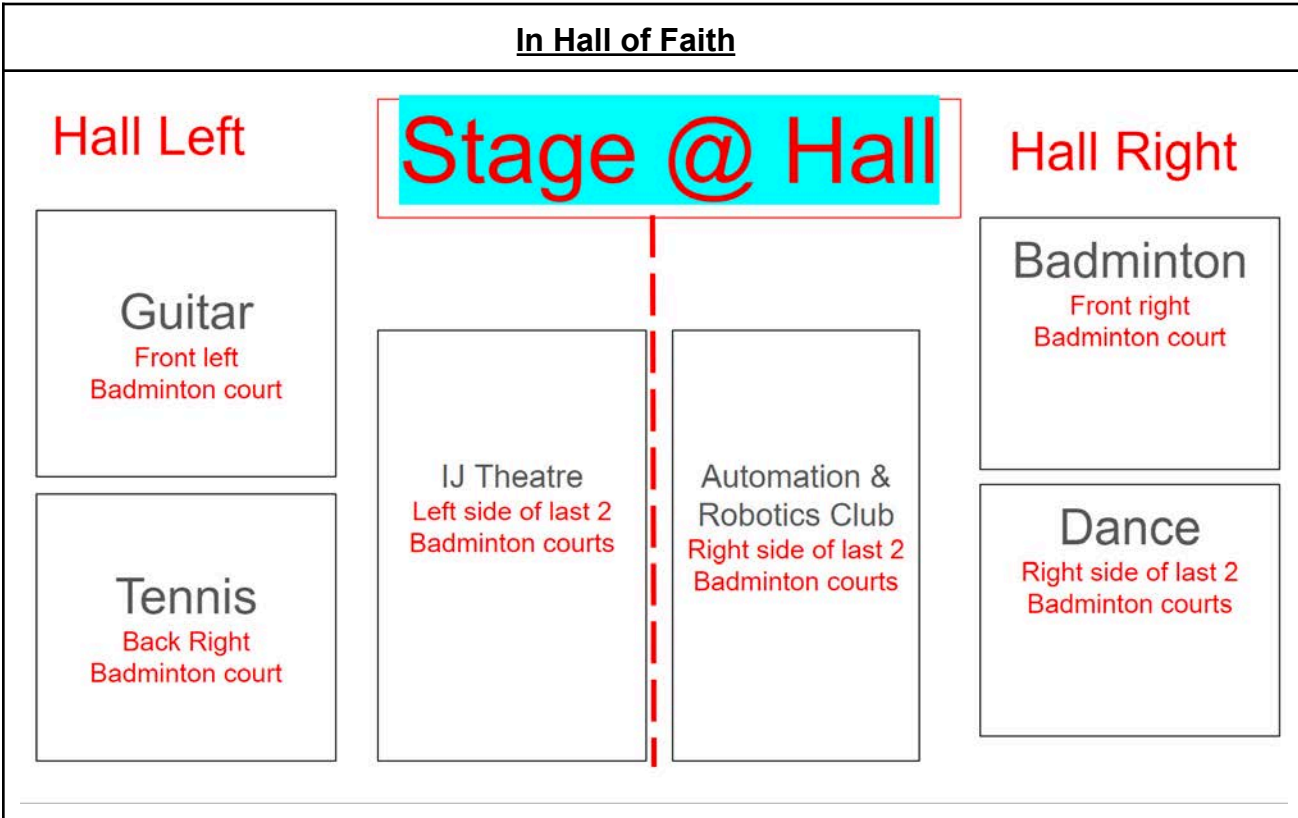 In Hall of Faith
Hall Left
Stage @ Hall
Hall Right
Guitar
Front left
Badminton court
Badminton
Front right
Badminton court
IJ Theatre
Left side of last 2
Badminton courts
Automation &
Robotics Club
Right side of last 2
Badminton courts
Tennis
Back Right
Badminton court
Dance
Right side of last 2
Badminton courts